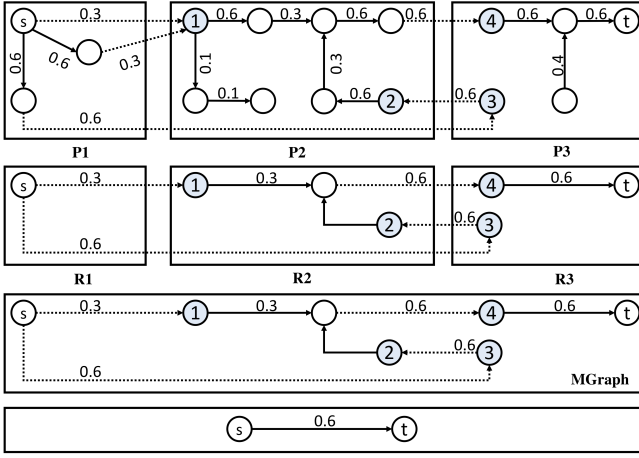 s 0.3 1 0.6 0.3 0.6 0.6 4 0.6 t
0.6 0.6 0.3 0.1 0.3 0.4
0.1 0.6 2 0.6 3
0.6
P1 P2 P3
s 0.3 1 0.3 0.6 4 0.6 t
2 0.6 3
0.6
R1 R2 R3
s 0.3 1 0.3 0.6 4 0.6 t
2 0.6 3
0.6
MGraph
s 0.6 t